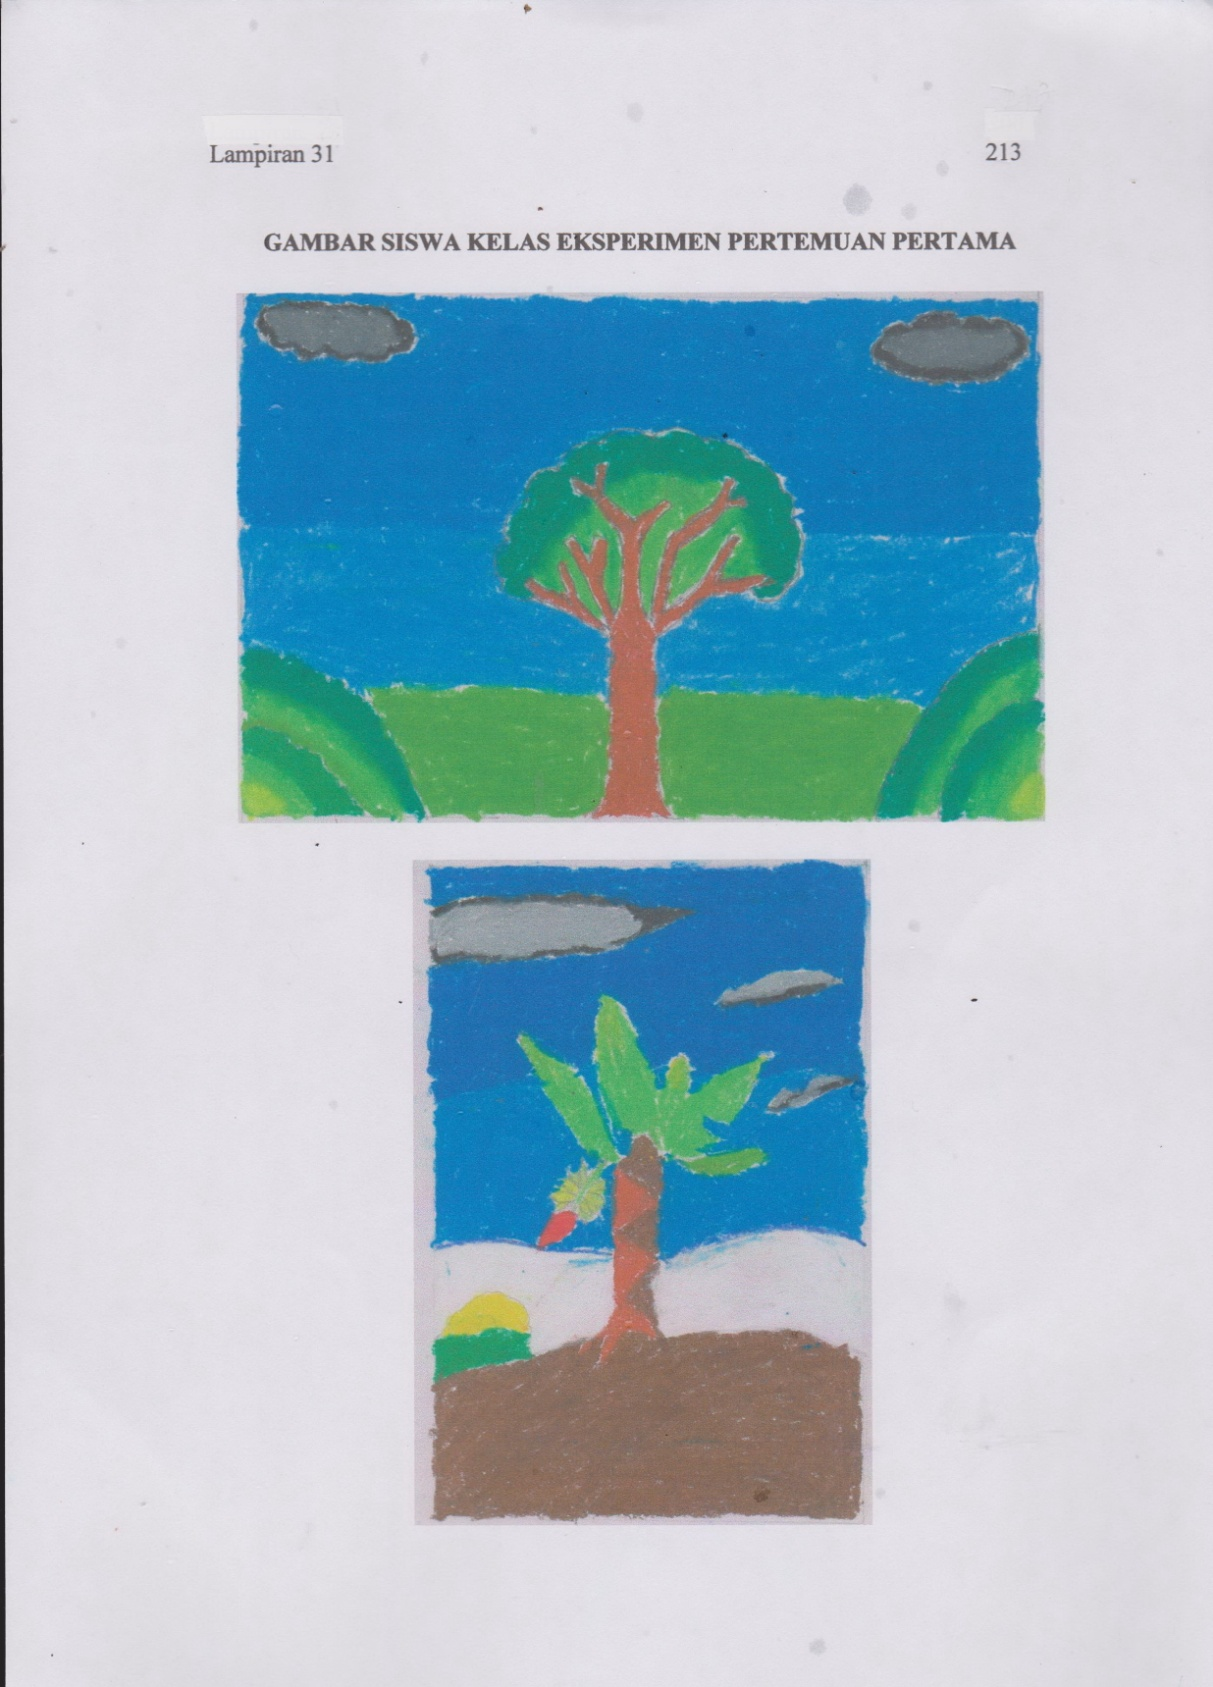 Lampiran 31
213
GAMBAR SISWA KELAS EKSPERIMEN PERTEMUAN PERTAMA